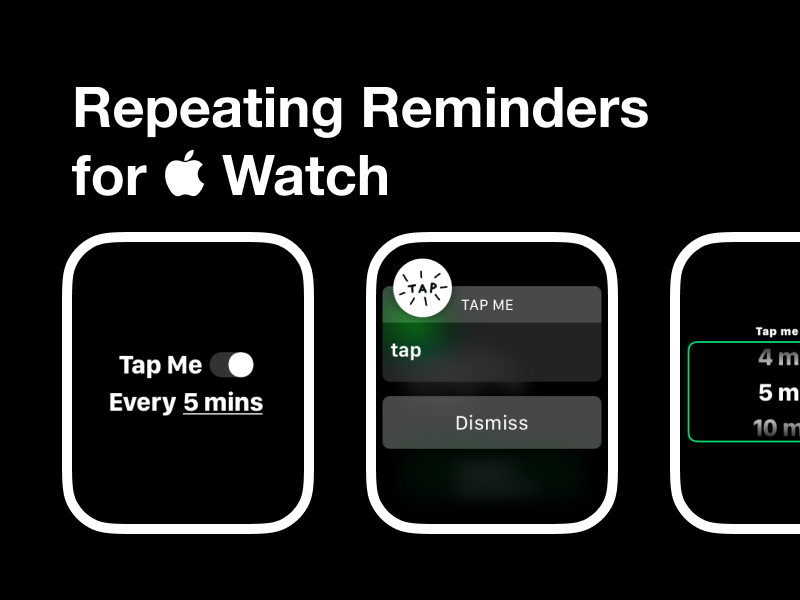 Repeating Reminders
for Watch
Tap Me
Every 5 mins
TAP
TAP ME
tap
Dismiss
Tap me
4 m
5 m
10 m